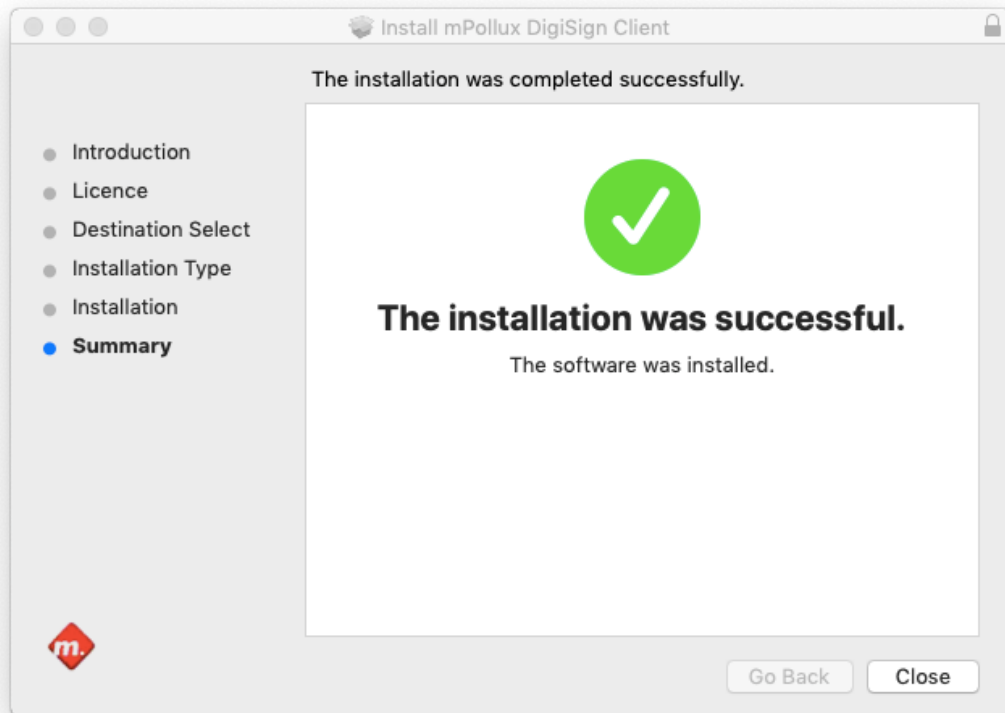 Install mPollux DigiSign Client
The installation was completed successfully.
Introduction
Licence
Destination Select
Installation Type
Installation
Summary
The installation was successful.
The software was installed.
m.
Go Back
Close